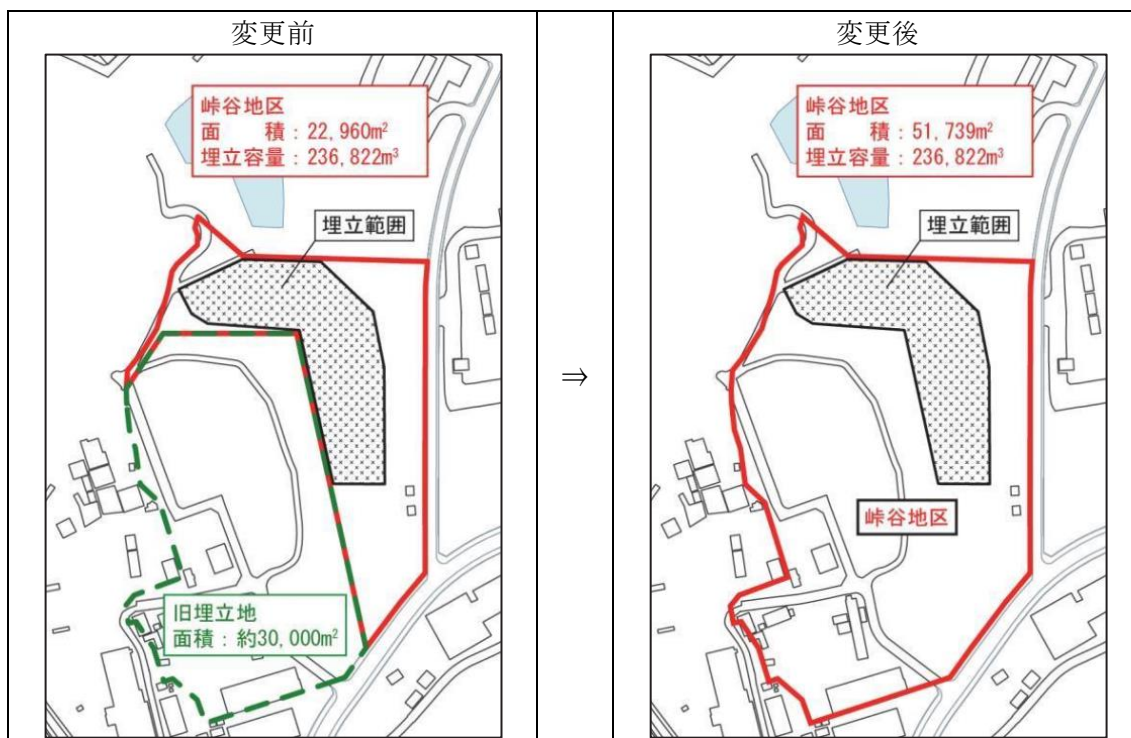 変更前
峠谷地区
面　　積：22,960m²
埋立容量：236,822m³
埋立範囲
旧埋立地
面積：約30,000m²
⇒
変更後
峠谷地区
面　　積：51,739m²
埋立容量：236,822m³
埋立範囲
峠谷地区